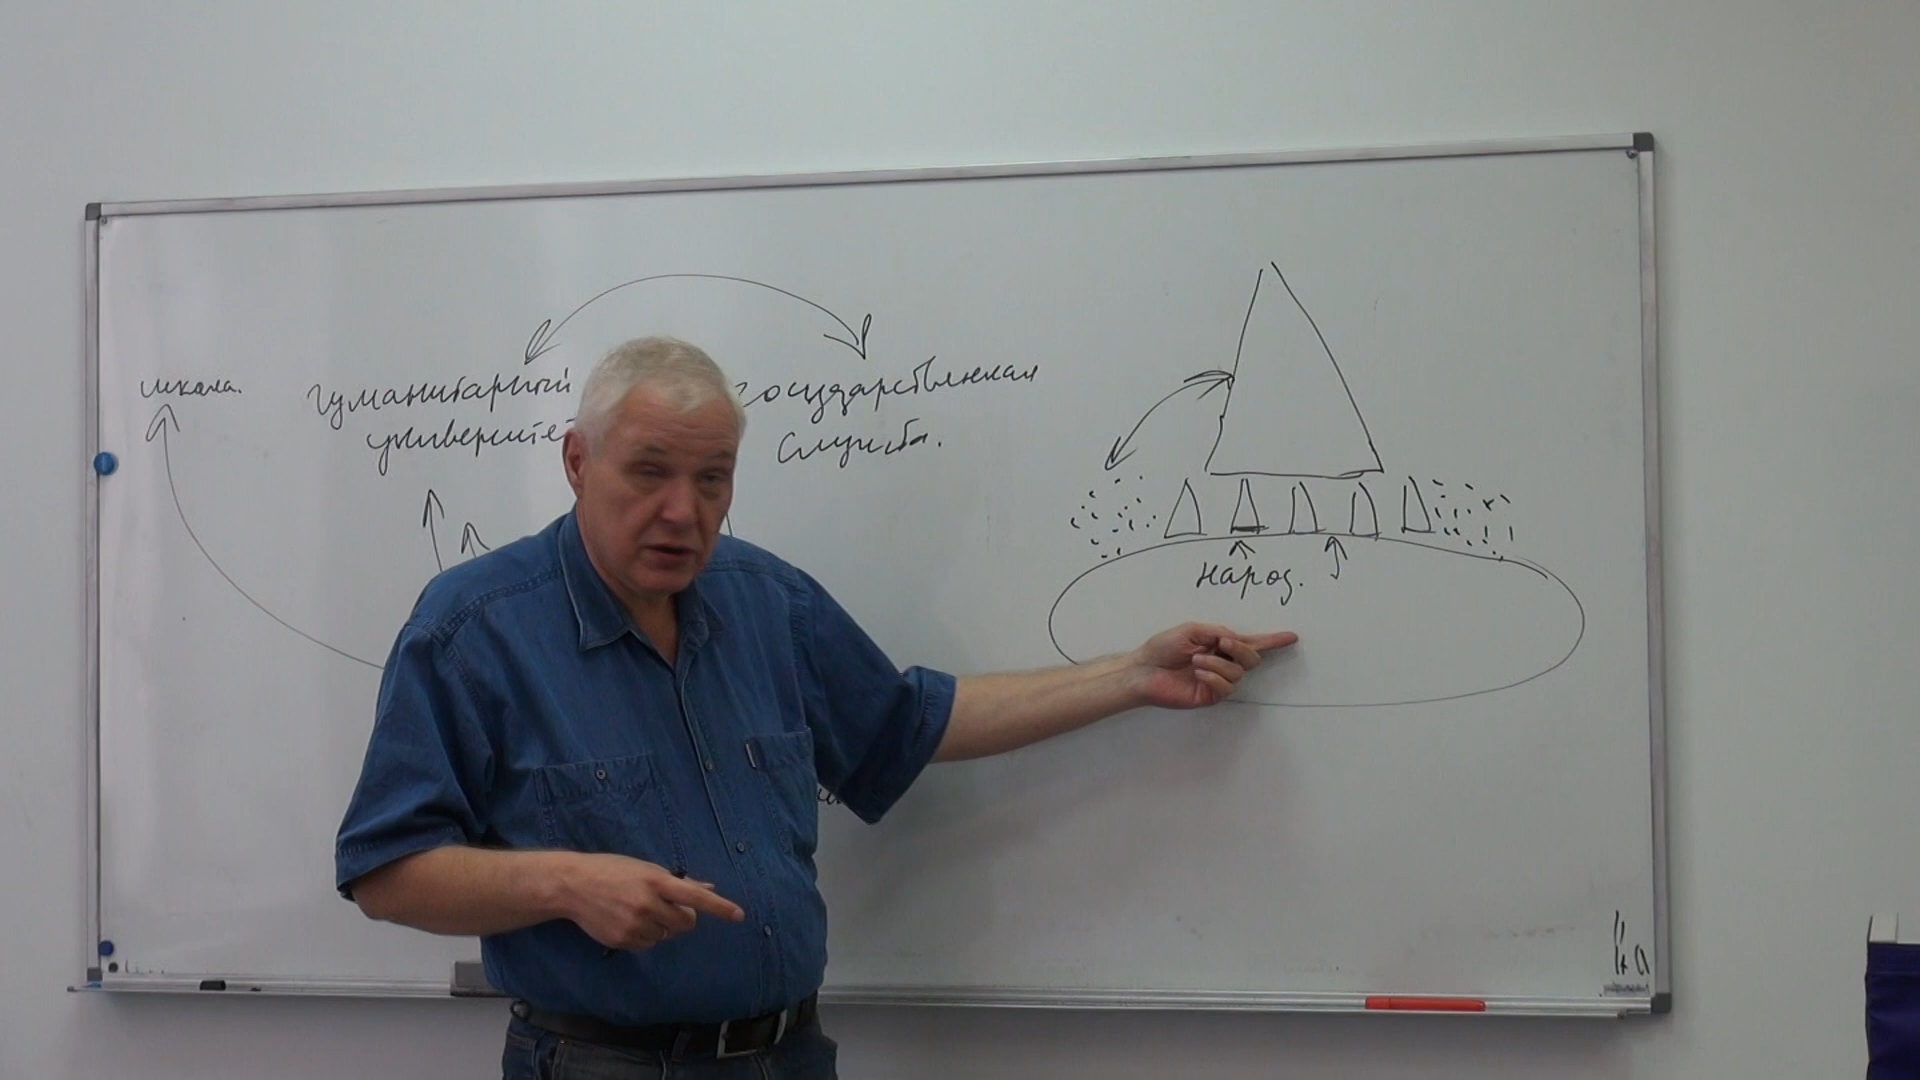 школа.
гуманитарный
университет
государственная
служба.
народ.